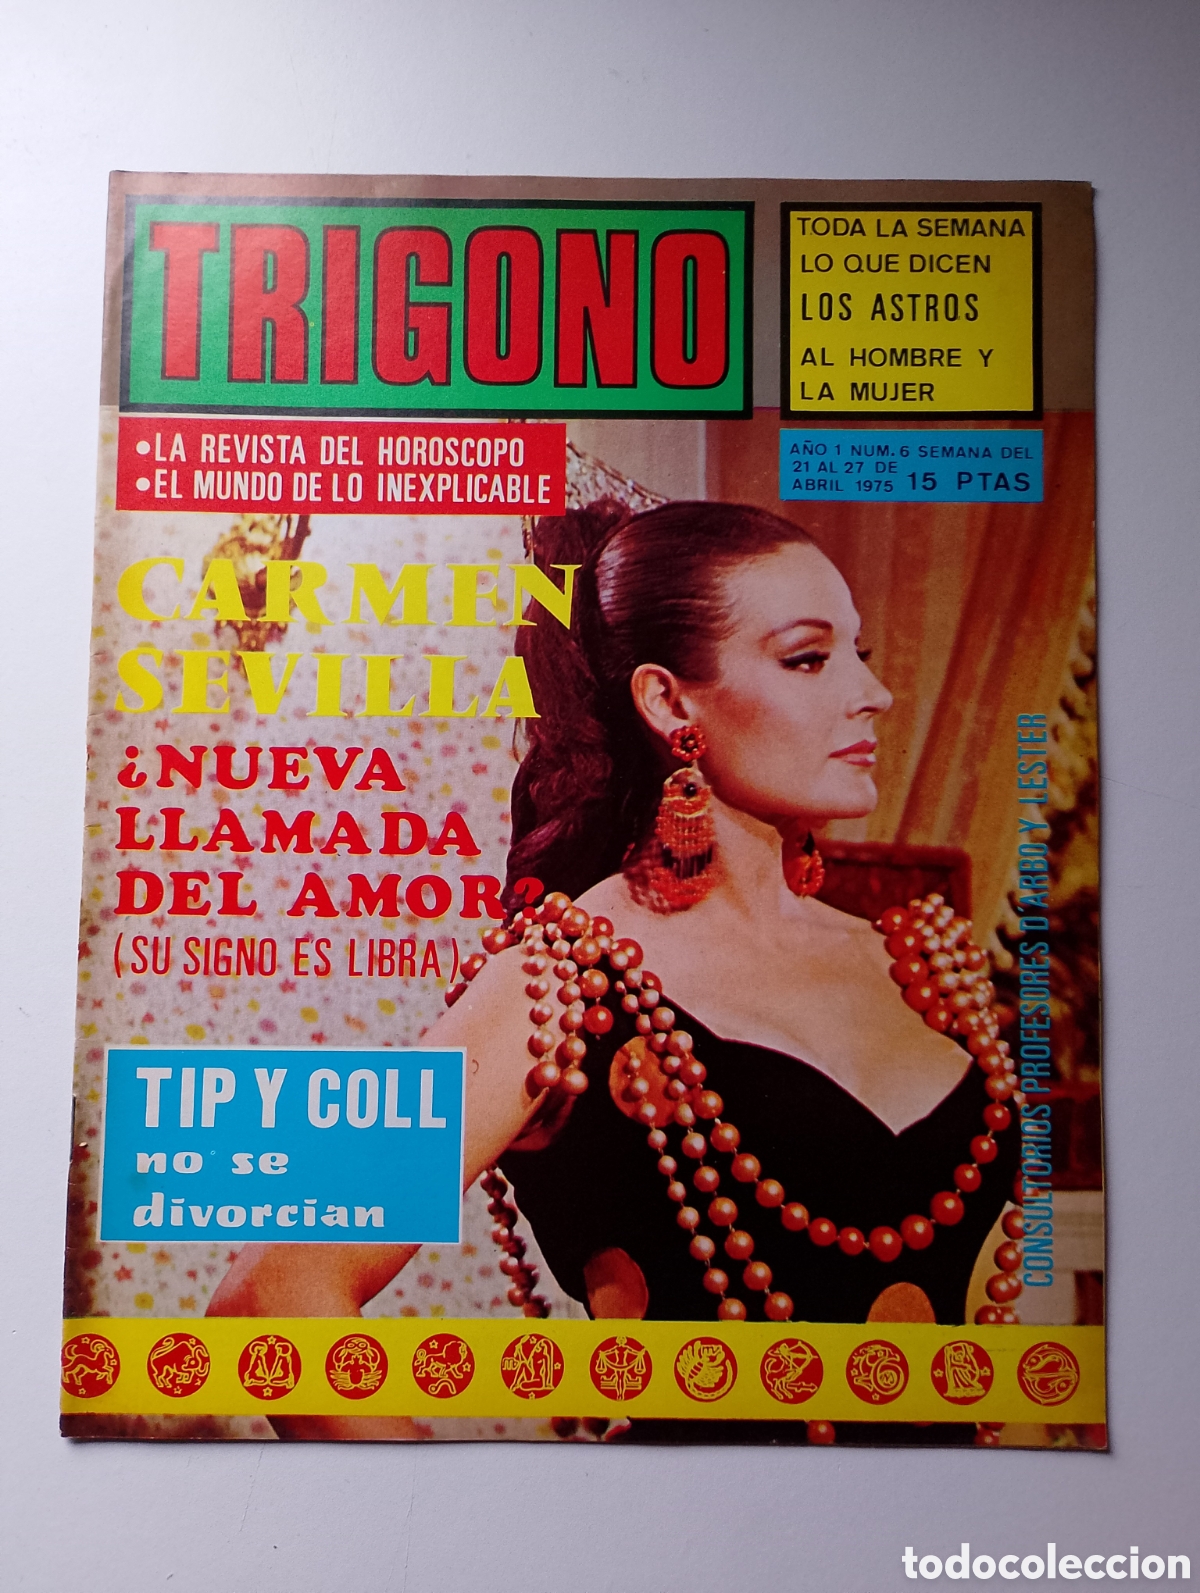 TRIGONO
TODA LA SEMANA
LO QUE DICEN
LOS ASTROS
AL HOMBRE Y
LA MUJER
•LA REVISTA DEL HOROSCOPO
•EL MUNDO DE LO INEXPLICABLE
AÑO 1 NUM. 6 SEMANA DEL
21 AL 27 DE
ABRIL 1975 15 PTAS
CARMEN
SEVILLA
¿NUEVA
LLAMADA
DEL AMOR?
(SU SIGNO ES LIBRA)
CONSULTORIOS PROFESORES D'ARBO Y LESTER
TIP Y COLL
no se
divorcian
todocoleccion